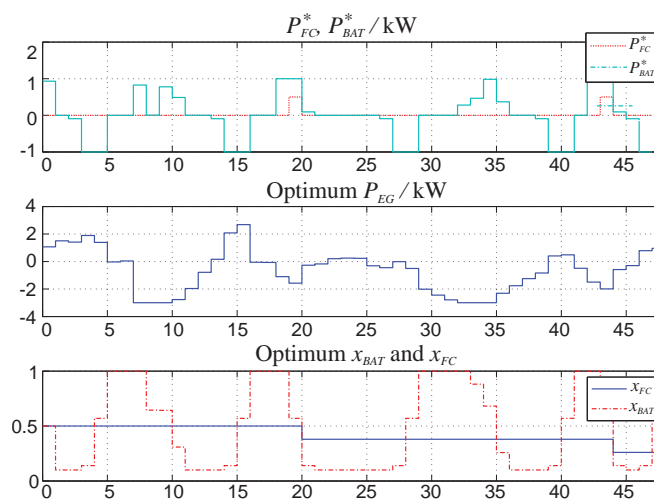 P*FC, P*BAT / kW
2
1
0
-1
P*FC
P*BAT
0 5 10 15 20 25 30 35 40 45
Optimum PEG / kW
4
2
0
-2
-4
0 5 10 15 20 25 30 35 40 45
Optimum xBAT and xFC
1
0.5
0
xFC
xBAT
0 5 10 15 20 25 30 35 40 45